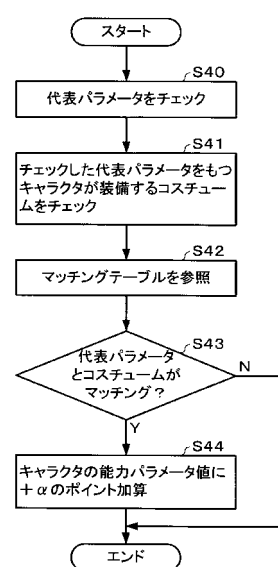 スタート
S40
代表パラメータをチェック
S41
チェックした代表パラメータをもつ
キャラクタが装備するコスチュー
ムをチェック
S42
マッチングテーブルを参照
S43
代表パラメータ
とコスチュームが
マッチング?
N
Y
S44
キャラクタの能力パラメータ値に
+αのポイント加算
エンド